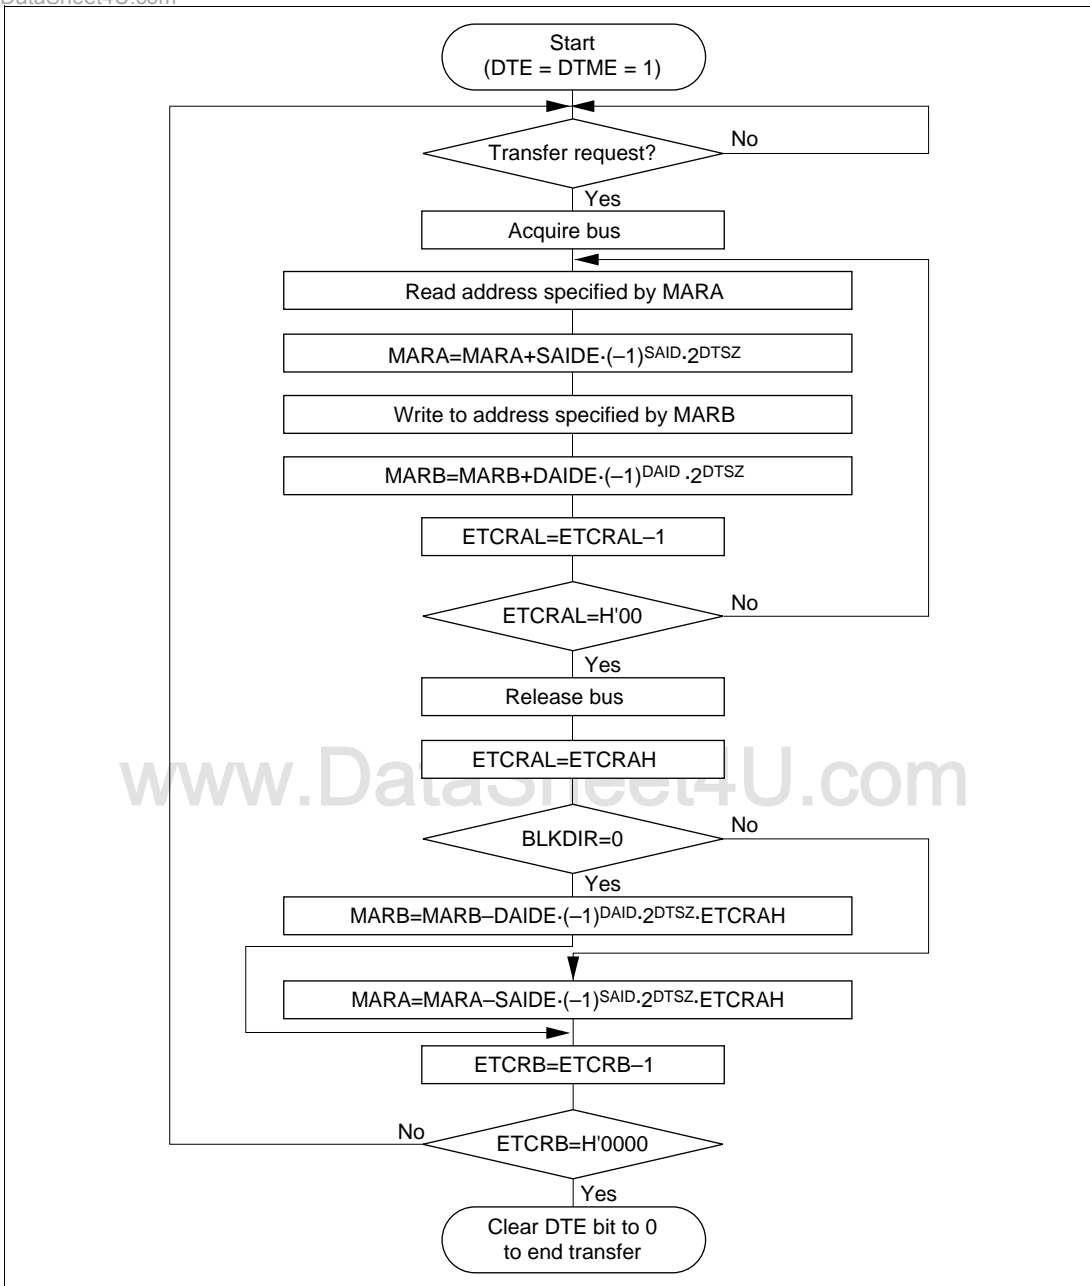 DataSheet4U.com
Start
(DTE = DTME = 1)
Transfer request?
No
Yes
Acquire bus
Read address specified by MARA
MARA=MARA+SAIDE·(–1)SAID·2DTSZ
Write to address specified by MARB
MARB=MARB+DAIDE·(–1)DAID ·2DTSZ
ETCRAL=ETCRAL–1
ETCRAL=H'00
No
Yes
Release bus
ETCRAL=ETCRAH
www.DataSheet4U.com
BLKDIR=0
No
Yes
MARB=MARB–DAIDE·(–1)DAID·2DTSZ·ETCRAH
MARA=MARA–SAIDE·(–1)SAID·2DTSZ·ETCRAH
ETCRB=ETCRB–1
No
ETCRB=H'0000
Yes
Clear DTE bit to 0
to end transfer